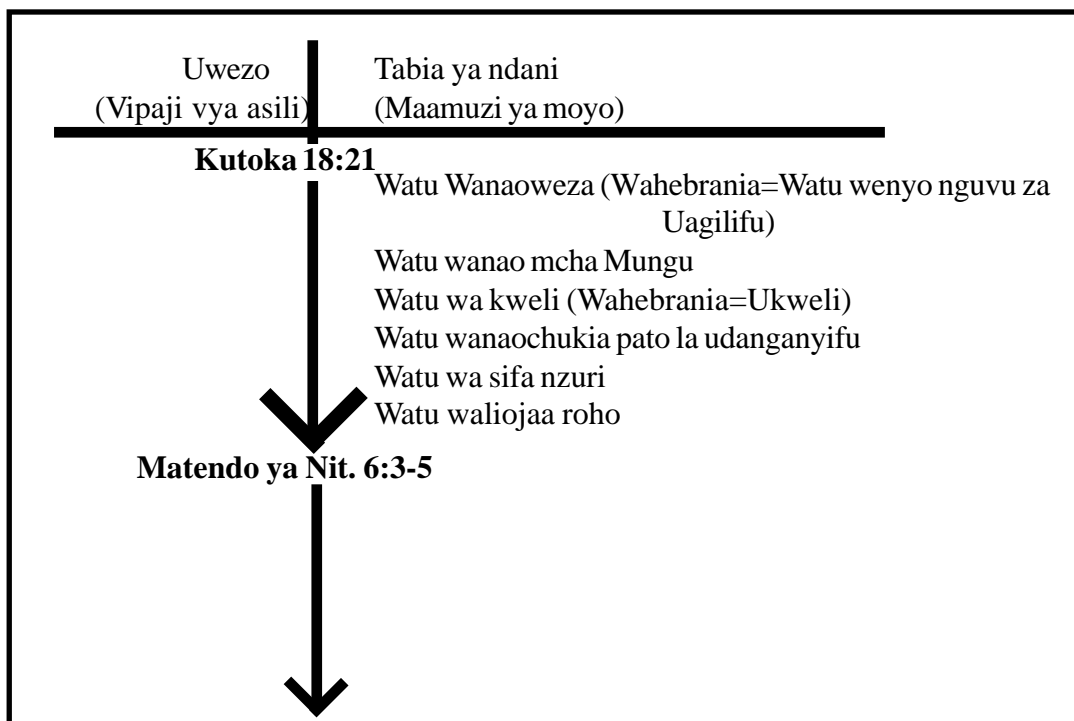 Uwezo
(Vipaji vya asili)
Tabia ya ndani
(Maamuzi ya moyo)
Kutoka 18:21
Watu Wanaoweza (Wahebrania=Watu wenyo nguvu za
Uagilifu)
Watu wanao mcha Mungu
Watu wa kweli (Wahebrania=Ukweli)
Watu wanaochukia pato la udanganyifu
Watu wa sifa nzuri
Watu waliojaa roho
Matendo ya Nit. 6:3-5